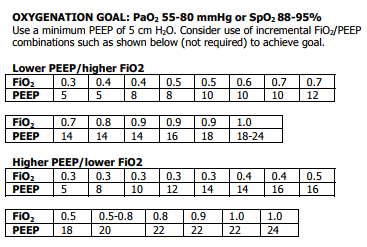 OXYGENATION GOAL: PaO₂ 55-80 mmHg or SpO₂ 88-95%
Use a minimum PEEP of 5 cm H₂O. Consider use of incremental FiO₂/PEEP
combinations such as shown below (not required) to achieve goal.
Lower PEEP/higher FiO2
FiO₂ 0.3 0.4 0.4 0.5 0.5 0.6 0.7 0.7
PEEP 5 5 8 8 10 10 10 12
FiO₂ 0.7 0.8 0.9 0.9 0.9 1.0
PEEP 14 14 14 16 18 18-24
Higher PEEP/lower FiO2
FiO₂ 0.3 0.3 0.3 0.3 0.3 0.4 0.4 0.5
PEEP 5 8 10 12 14 14 16 16
FiO₂ 0.5 0.5-0.8 0.8 0.9 1.0 1.0
PEEP 18 20 22 22 22 24